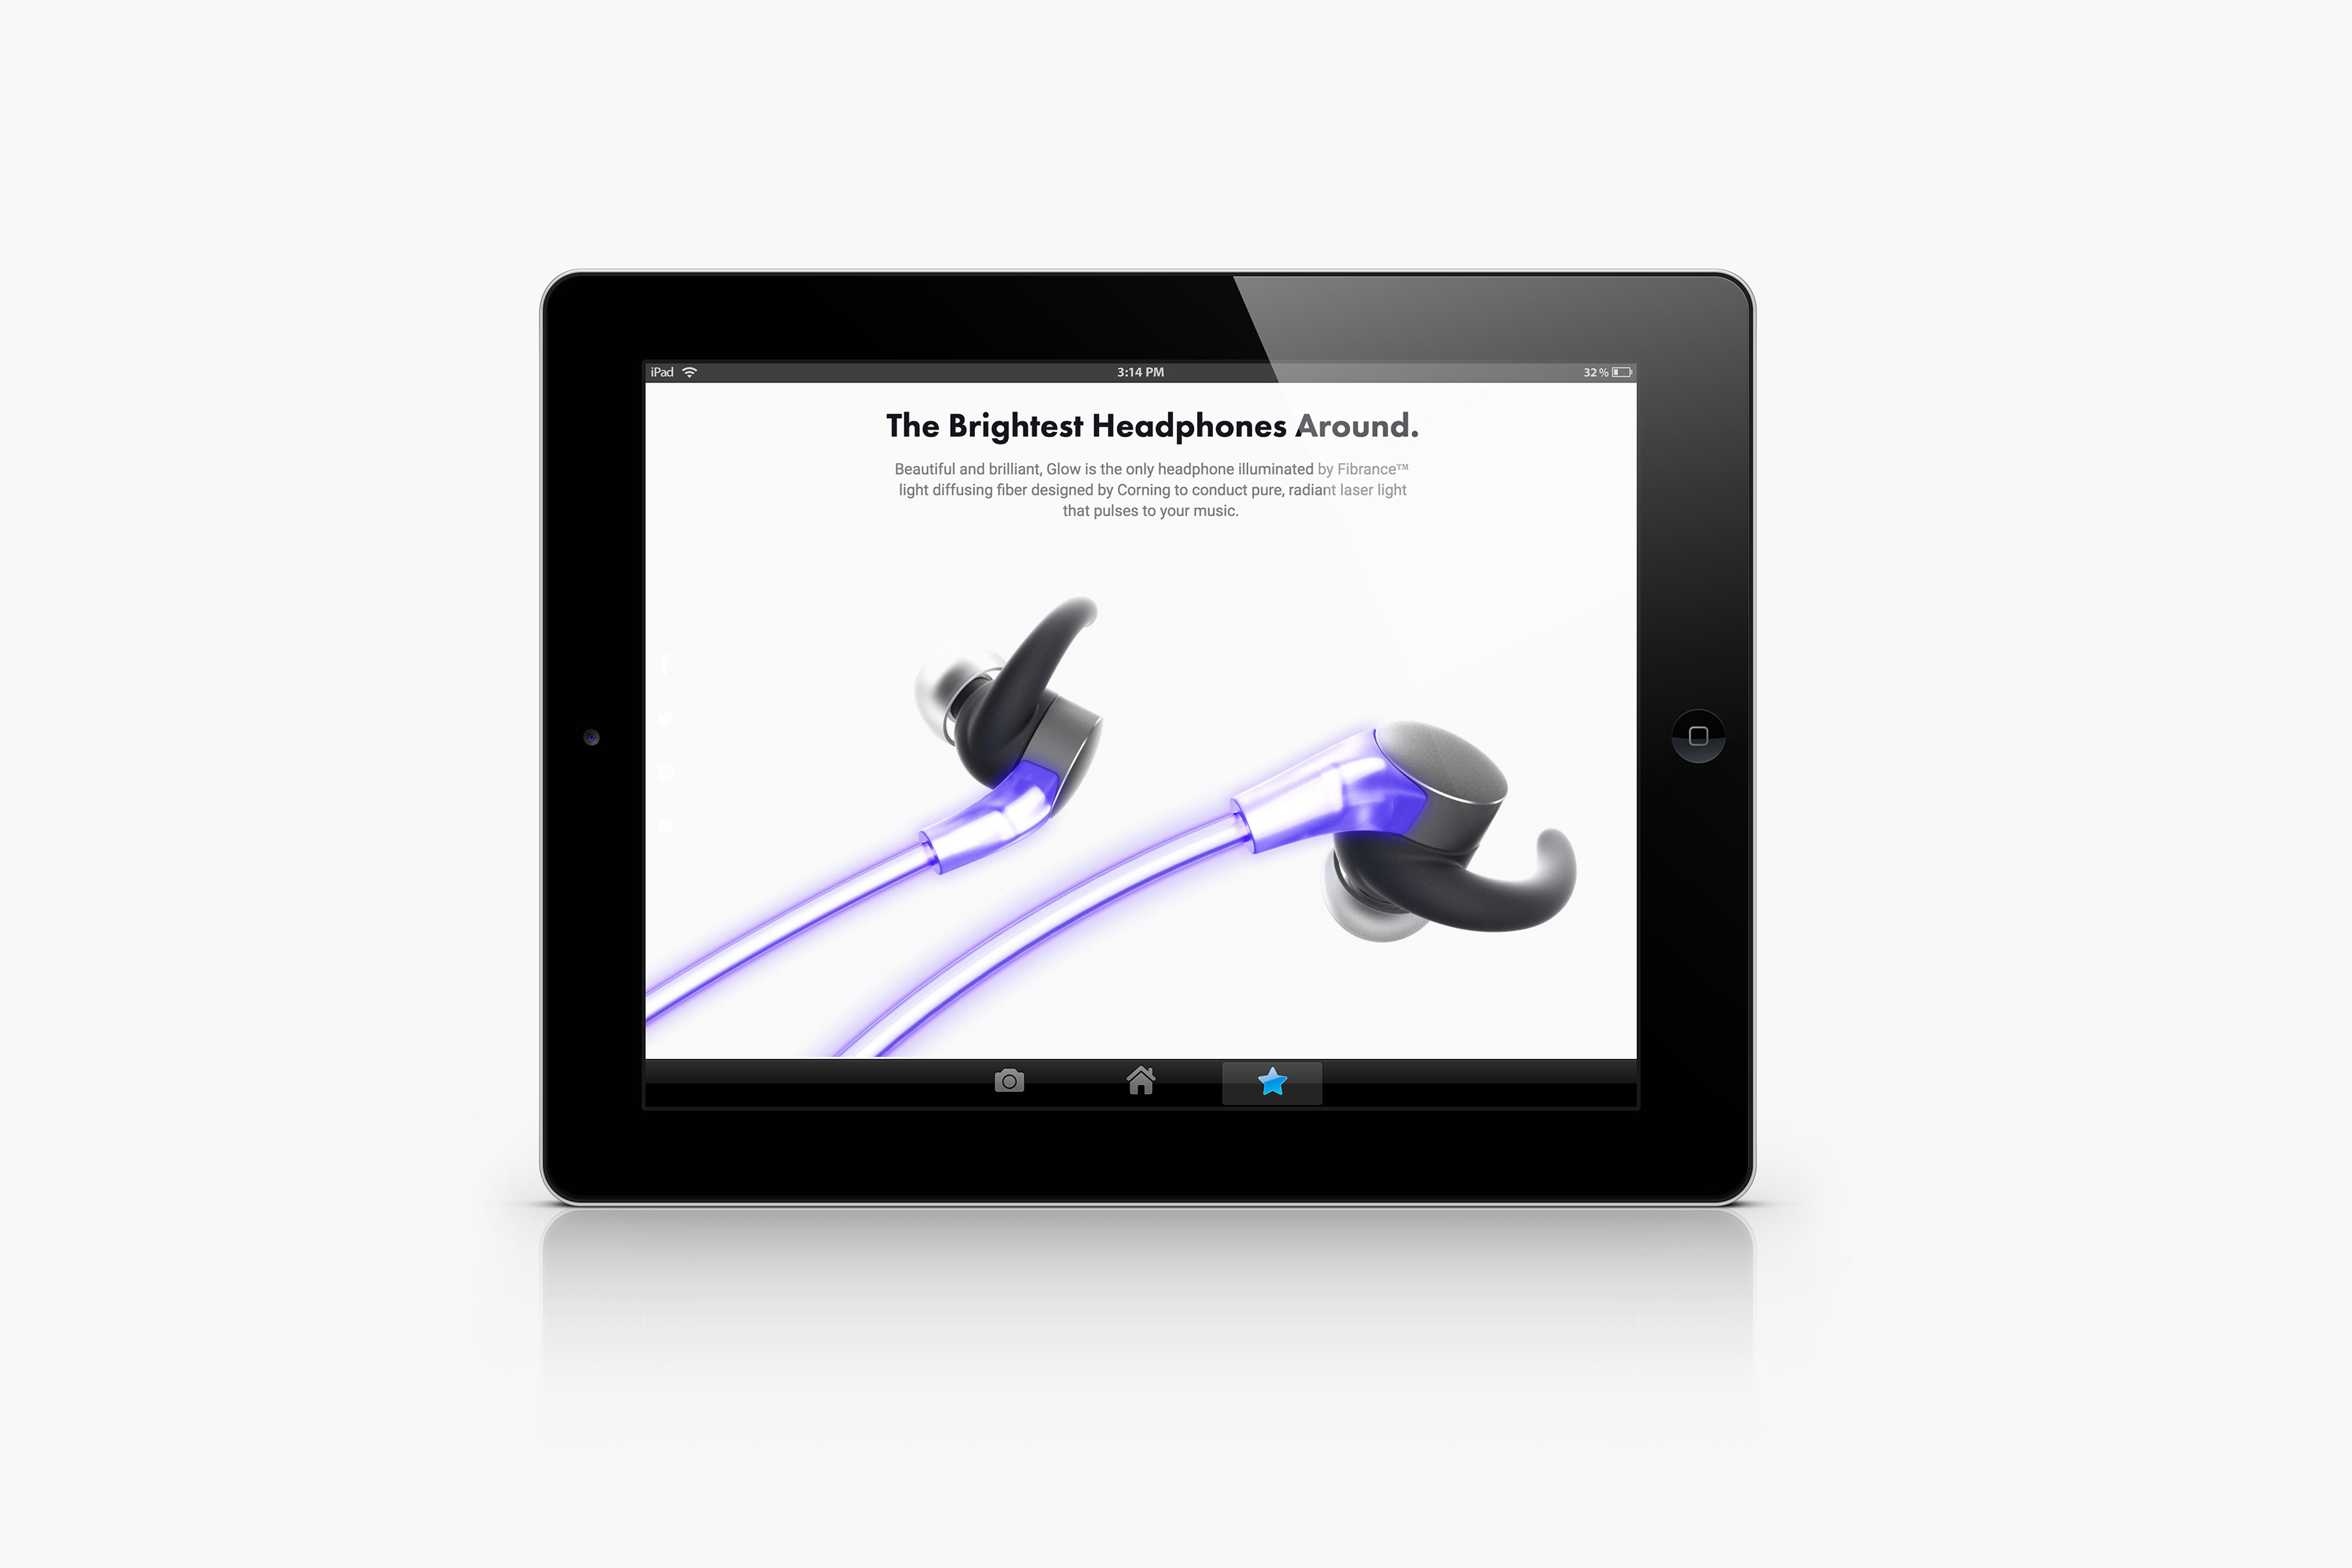 iPad 3:14 PM 32 %
The Brightest Headphones Around.
Beautiful and brilliant, Glow is the only headphone illuminated by Fibrance™
light diffusing fiber designed by Corning to conduct pure, radiant laser light
that pulses to your music.